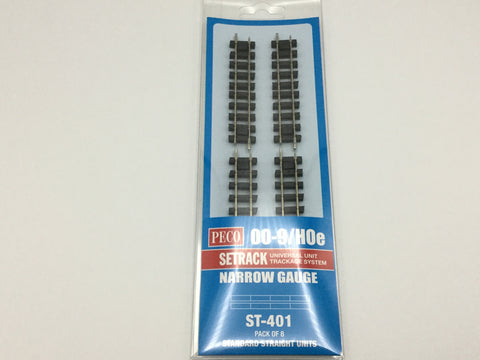 PECO OO-9/HOe
SETRACK UNIVERSAL UNIT TRACKAGE SYSTEM
NARROW GAUGE
ST-401
PACK OF 8
STANDARD STRAIGHT UNITS